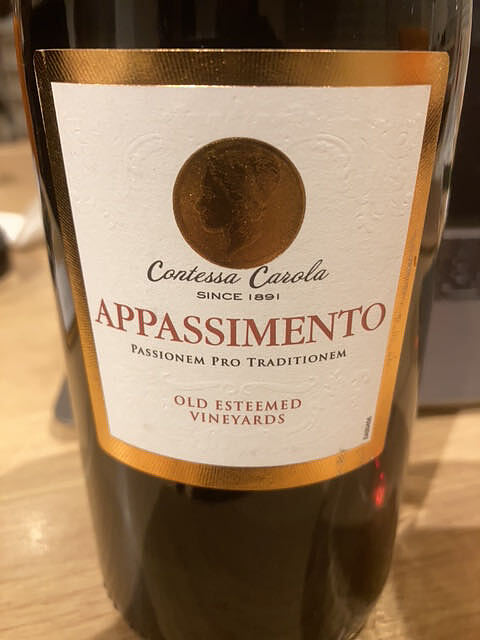 Contessa Carola
SINCE 1891
APPASSIMENTO
PASSIONEM PRO TRADITIONEM
OLD ESTEEMED
VINEYARDS